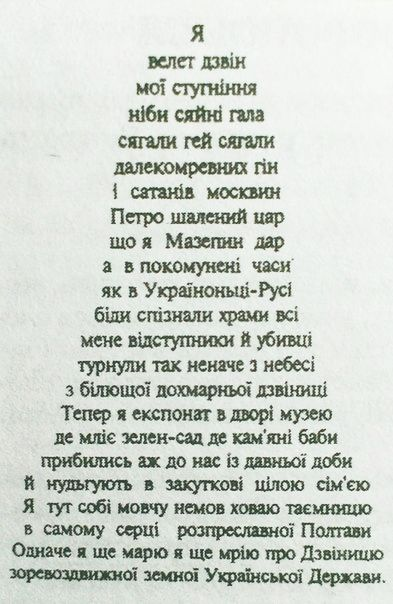 Я
велет дзвін
мої стугніння
ніби сяйні гала
сягали гей сягали
далекомревних гін
і сатанів москвин
Петро шалений цар
що я Мазепин дар
а в покомунені часи
як в Україноньці-Русі
біди спізнали храми всі
мене відступники й убивці
турнули так неначе з небесі
з білющої дохмарньої дзвіниці
Тепер я експонат в дворі музею
де мліє зелен-сад де кам'яні баби
прибились аж до нас із давньої доби
й нудьгують в закуткові цілою сім'єю
Я тут собі мовчу немов ховаю таємницю
в самому серці розпреславної Полтави
Одначе я ще марю я ще мрію про Дзвіницю
зоревоздвижної земної Української Держави.